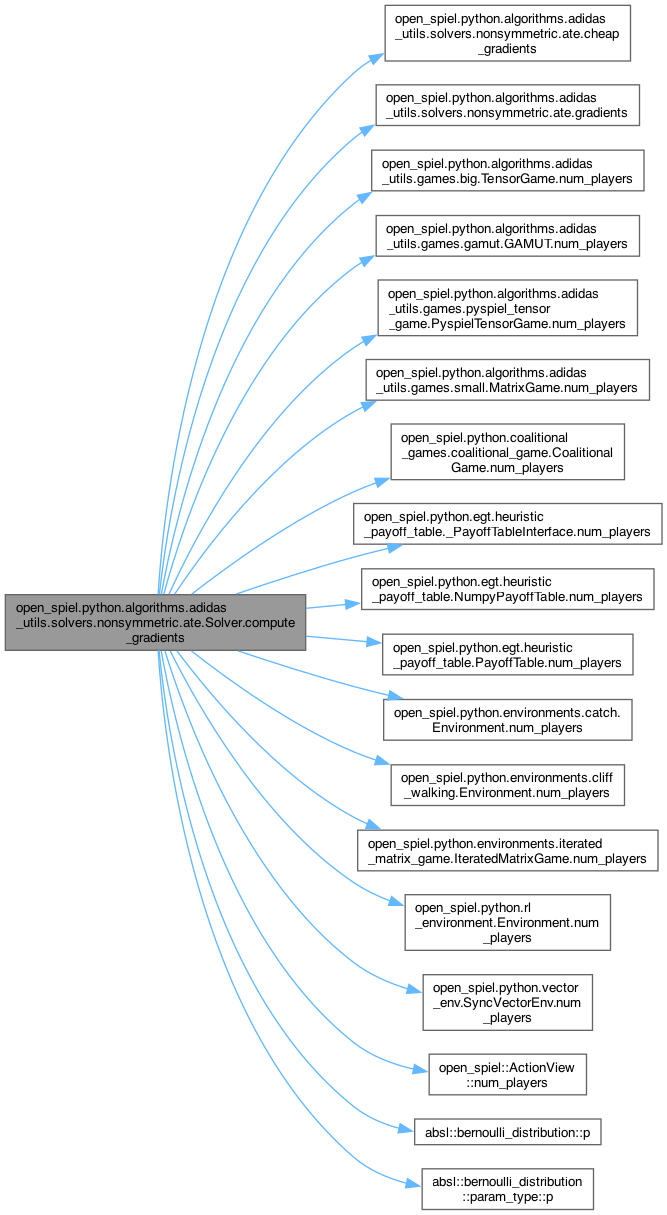 open_spiel.python.algorithms.adidas
_utils.solvers.nonsymmetric.ate.Solver.compute
_gradients
open_spiel.python.algorithms.adidas
_utils.solvers.nonsymmetric.ate.cheap
_gradients
open_spiel.python.algorithms.adidas
_utils.solvers.nonsymmetric.ate.gradients
open_spiel.python.algorithms.adidas
_utils.games.big.TensorGame.num_players
open_spiel.python.algorithms.adidas
_utils.games.gamut.GAMUT.num_players
open_spiel.python.algorithms.adidas
_utils.games.pyspiel_tensor
_game.PyspielTensorGame.num_players
open_spiel.python.algorithms.adidas
_utils.games.small.MatrixGame.num_players
open_spiel.python.coalitional
_games.coalitional_game.Coalitional
Game.num_players
open_spiel.python.egt.heuristic
_payoff_table._PayoffTableInterface.num_players
open_spiel.python.egt.heuristic
_payoff_table.NumpyPayoffTable.num_players
open_spiel.python.egt.heuristic
_payoff_table.PayoffTable.num_players
open_spiel.python.environments.catch.
Environment.num_players
open_spiel.python.environments.cliff
_walking.Environment.num_players
open_spiel.python.environments.iterated
_matrix_game.IteratedMatrixGame.num_players
open_spiel.python.rl
_environment.Environment.num
_players
open_spiel.python.vector
_env.SyncVectorEnv.num
_players
open_spiel::ActionView
::num_players
absl::bernoulli_distribution::p
absl::bernoulli_distribution
::param_type::p